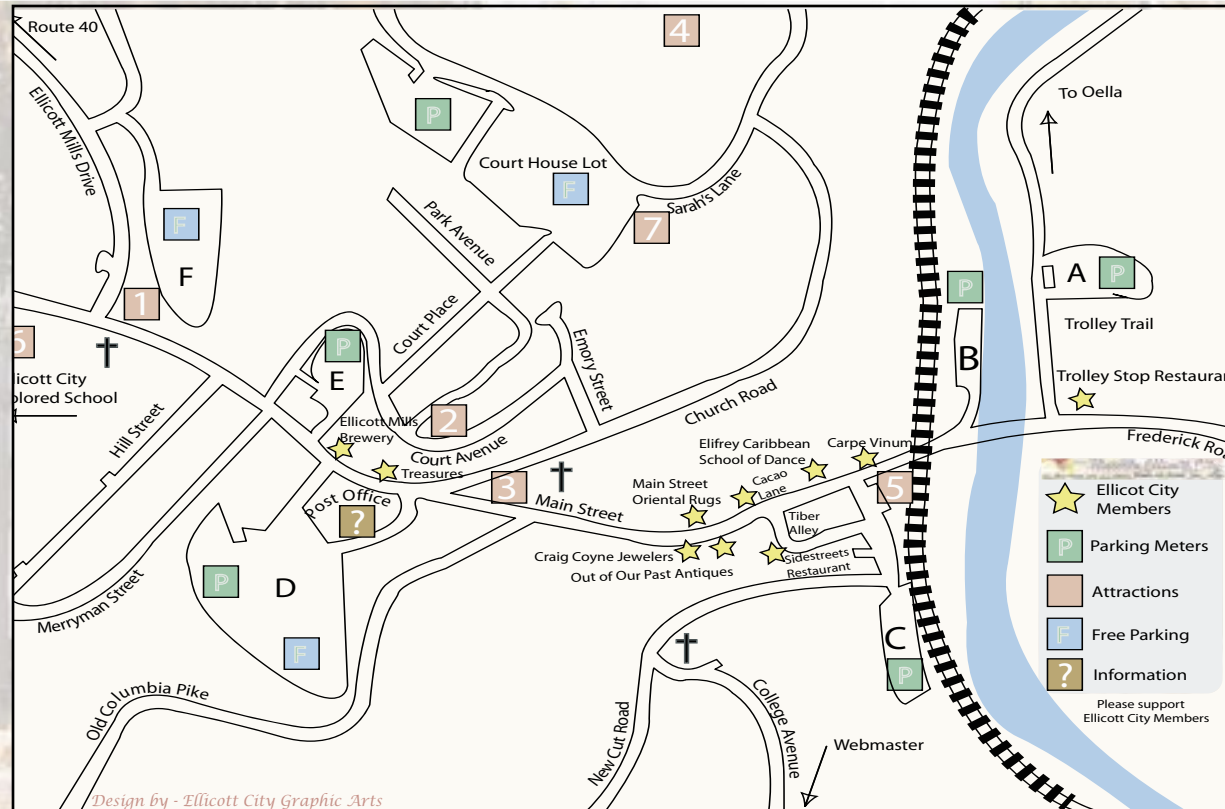 Route 40
4
To Oella
Ellicott Mills Drive
P
Court House Lot
F
Sarah's Lane
7
F
F
Park Avenue
A
P
P
1
Trolley Trail
6
licott City
olored School
Court Place
P
E
Emory Street
B
Trolley Stop Restauran
Hill Street
Ellicott Mills
Brewery
2
Court Avenue
Treasures
Church Road
Elifrey Caribbean
School of Dance
Carpe Vinum
Frederick Ro
Post Office
?
3
Main Street
Main Street
Oriental Rugs
Cacao
Lane
5
Tiber
Alley
Craig Coyne Jewelers
Out of Our Past Antiques
Sidestreets
Restaurant
Merryman Street
P
D
F
C
P
Old Columbia Pike
New Cut Road
College Avenue
Webmaster
Ellicot City
Members
P
Parking Meters
Attractions
F
Free Parking
?
Information
Please support
Ellicott City Members
Design by - Ellicott City Graphic Arts